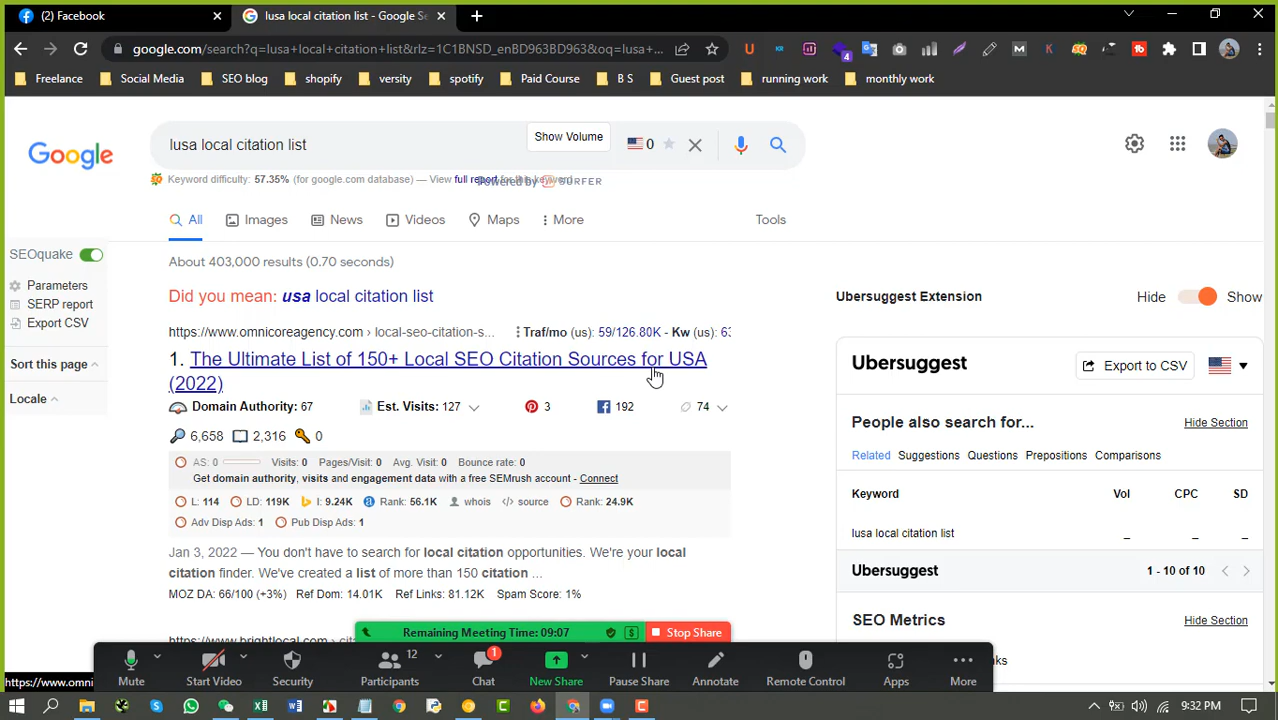 (2) Facebook
lusa local citation list - Google Se
google.com/search?q=lusa+local+citation+list&rlz=1C1BNSD_enBD963BD963&oq=lusa+...
Freelance
Social Media
SEO blog
shopify
versity
spotify
Paid Course
B S
Guest post
running work
monthly work
Google
lusa local citation list
Show Volume
0
Keyword difficulty: 57.35% (for google.com database) — View full report for this keyword
Powered by SURFER
All
Images
News
Videos
Maps
More
Tools
SEOquake
Parameters
SERP report
Export CSV
Sort this page
Locale
About 403,000 results (0.70 seconds)
Did you mean: usa local citation list
https://www.omnicoreagency.com › local-seo-citation-s...
Traf/mo (us): 59/126.80K - Kw (us): 63
1. The Ultimate List of 150+ Local SEO Citation Sources for USA
(2022)
Domain Authority: 67
Est. Visits: 127
3
192
74
6,658
2,316
0
AS: 0
Visits: 0
Pages/Visit: 0
Avg. Visit: 0
Bounce rate: 0
Get domain authority, visits and engagement data with a free SEMrush account - Connect
L: 114
LD: 119K
I: 9.24K
Rank: 56.1K
whois
source
Rank: 24.9K
Adv Disp Ads: 1
Pub Disp Ads: 1
Jan 3, 2022 — You don't have to search for local citation opportunities. We're your local
citation finder. We've created a list of more than 150 citation ...
MOZ DA: 66/100 (+3%)
Ref Dom: 14.01K
Ref Links: 81.12K
Spam Score: 1%
https://www.brightlocal.com › cit
Ubersuggest Extension
Hide
Show
Ubersuggest
Export to CSV
People also search for...
Hide Section
Related
Suggestions
Questions
Prepositions
Comparisons
Keyword
Vol
CPC
SD
lusa local citation list
_
_
_
Ubersuggest
1 - 10 of 10
SEO Metrics
Hide Section
Remaining Meeting Time: 09:07
Stop Share
12
1
Mute
Start Video
Security
Participants
Chat
New Share
Pause Share
Annotate
Remote Control
Apps
More
https://www.omni
9:32 PM